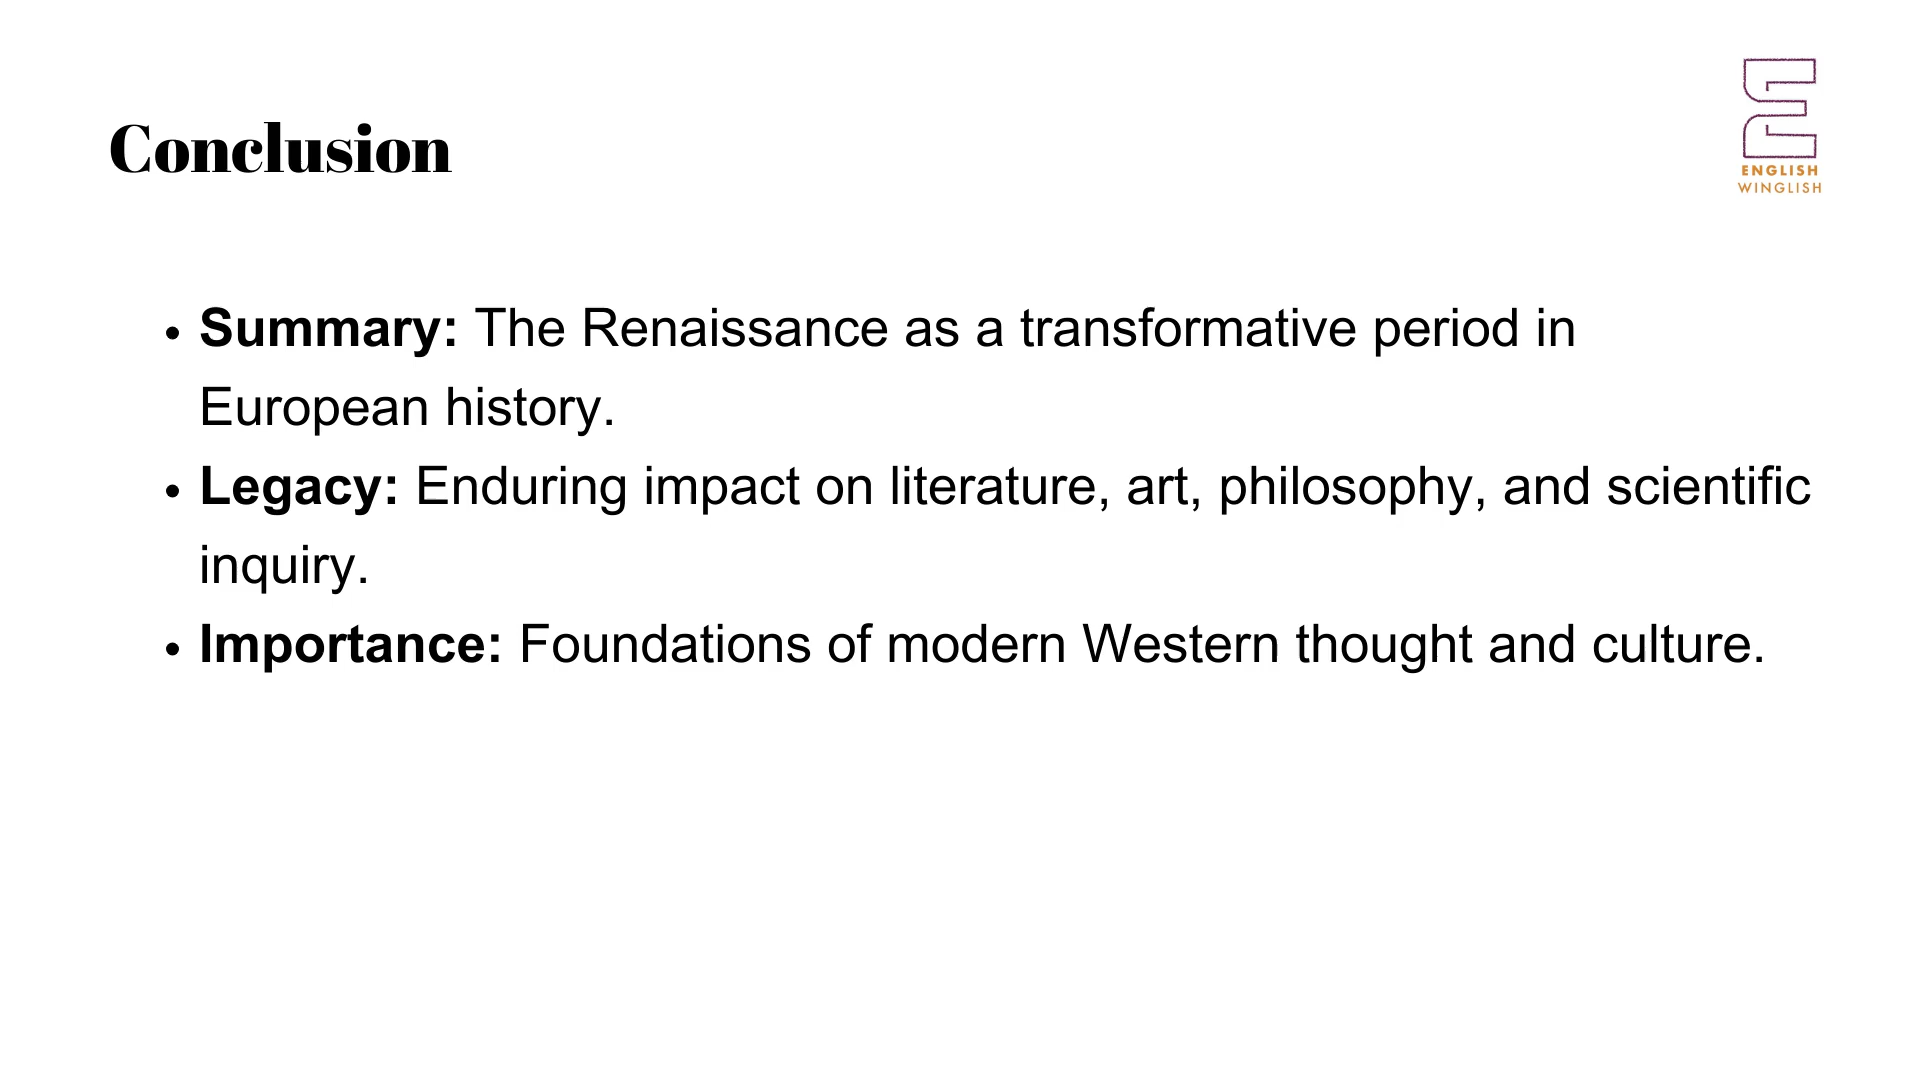 Conclusion
ENGLISH
WINGLISH
• Summary: The Renaissance as a transformative period in
European history.
• Legacy: Enduring impact on literature, art, philosophy, and scientific
inquiry.
• Importance: Foundations of modern Western thought and culture.